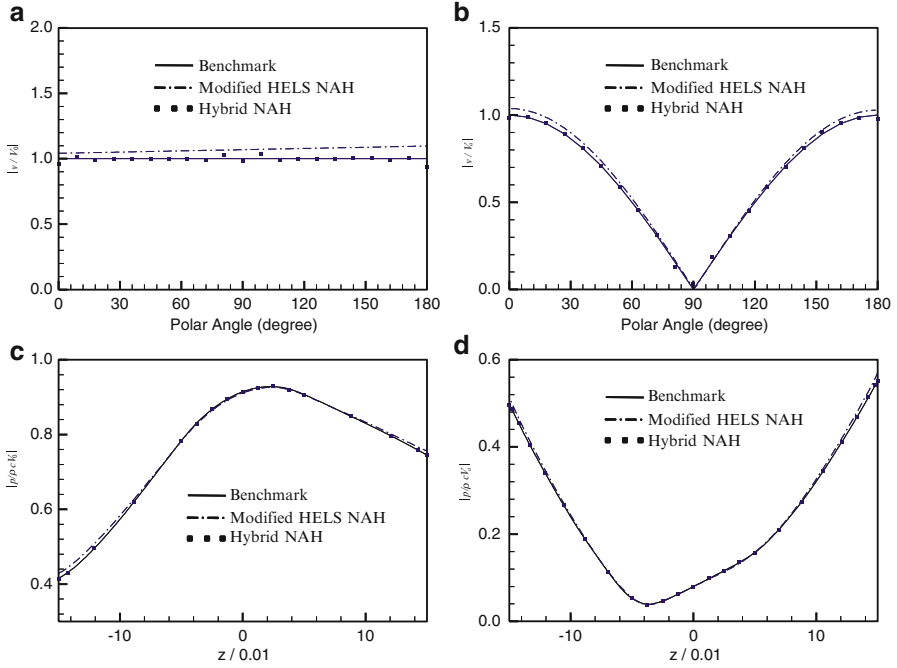 a
2.0
1.5
1.0
0.5
0.0
|v / V₀|
Benchmark
Modified HELS NAH
Hybrid NAH
0 30 60 90 120 150 180
Polar Angle (degree)
b
1.5
1.0
0.5
0.0
Benchmark
Modified HELS NAH
Hybrid NAH
0 30 60 90 120 150 180
Polar Angle (degree)
c
1.0
0.8
0.6
0.4
Benchmark
Modified HELS NAH
Hybrid NAH
-10 0 10
z / 0.01
d
0.6
0.4
0.2
0.0
Benchmark
Modified HELS NAH
Hybrid NAH
-10 0 10
z / 0.01